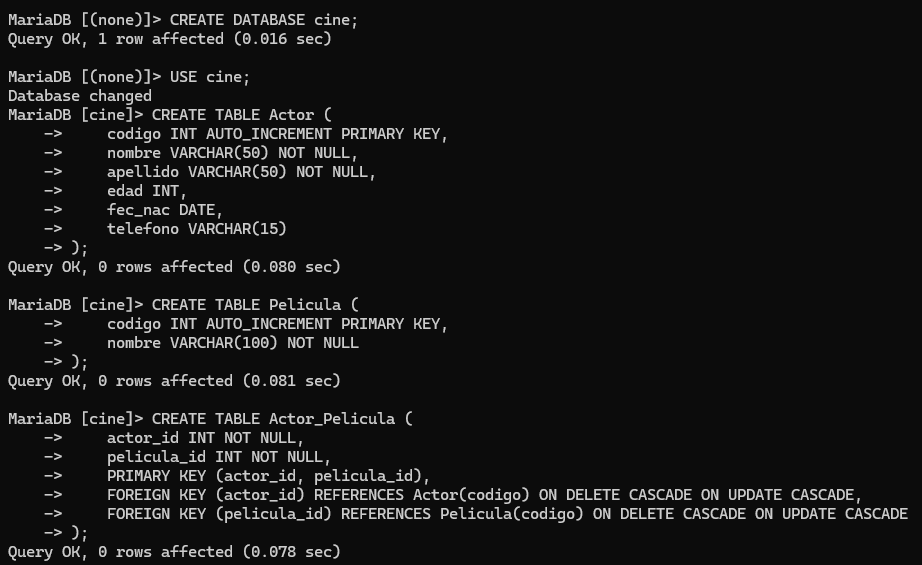 MariaDB [(none)]> CREATE DATABASE cine;
Query OK, 1 row affected (0.016 sec)
MariaDB [(none)]> USE cine;
Database changed
MariaDB [cine]> CREATE TABLE Actor (
    ->     codigo INT AUTO_INCREMENT PRIMARY KEY,
    ->     nombre VARCHAR(50) NOT NULL,
    ->     apellido VARCHAR(50) NOT NULL,
    ->     edad INT,
    ->     fec_nac DATE,
    ->     telefono VARCHAR(15)
    -> );
Query OK, 0 rows affected (0.080 sec)
MariaDB [cine]> CREATE TABLE Pelicula (
    ->     codigo INT AUTO_INCREMENT PRIMARY KEY,
    ->     nombre VARCHAR(100) NOT NULL
    -> );
Query OK, 0 rows affected (0.081 sec)
MariaDB [cine]> CREATE TABLE Actor_Pelicula (
    ->     actor_id INT NOT NULL,
    ->     pelicula_id INT NOT NULL,
    ->     PRIMARY KEY (actor_id, pelicula_id),
    ->     FOREIGN KEY (actor_id) REFERENCES Actor(codigo) ON DELETE CASCADE ON UPDATE CASCADE,
    ->     FOREIGN KEY (pelicula_id) REFERENCES Pelicula(codigo) ON DELETE CASCADE ON UPDATE CASCADE
    -> );
Query OK, 0 rows affected (0.078 sec)